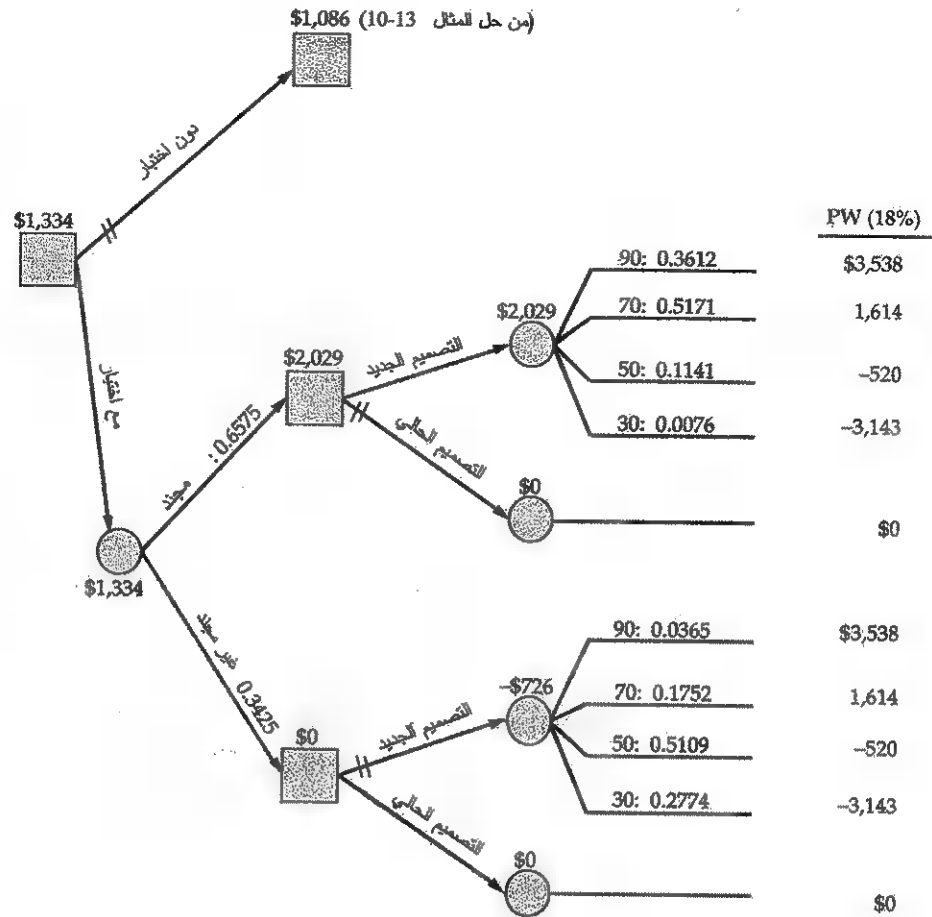 $1,086 (من حل المثال 10-13)
دون اختبار
$1,334
PW (18%)
90: 0.3612
$3,538
$2,029
70: 0.5171
1,614
التصميم الجديد
$2,029
50: 0.1141
-520
مع اختبار
30: 0.0076
-3,143
التصميم الحالي
مجند : 0.6575
$0
$0
$1,334
غير مجند 0.3425
90: 0.0365
$3,538
-$726
70: 0.1752
1,614
التصميم الجديد
$0
50: 0.5109
-520
30: 0.2774
-3,143
التصميم الحالي
$0
$0